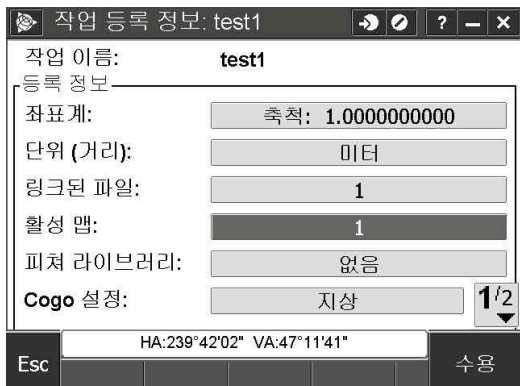 작업 등록 정보: test1 ? – ×
작업 이름: test1
등록 정보
좌표계: 축척: 1.0000000000
단위 (거리): 미터
링크된 파일: 1
활성 맵: 1
피쳐 라이브러리: 없음
Cogo 설정: 지상 1/2
HA:239°42'02" VA:47°11'41"
Esc 수용